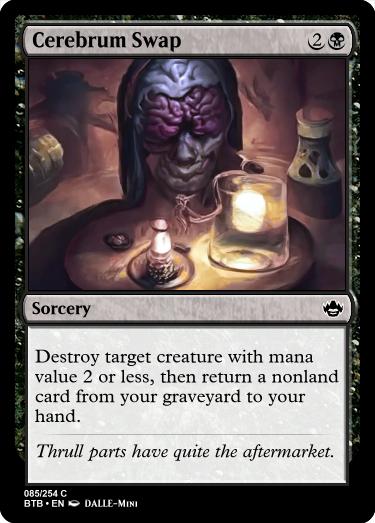 Cerebrum Swap 2
Sorcery
Destroy target creature with mana
value 2 or less, then return a nonland
card from your graveyard to your
hand.
Thrull parts have quite the aftermarket.
085/254 C
BTB • EN DALLE-Mini